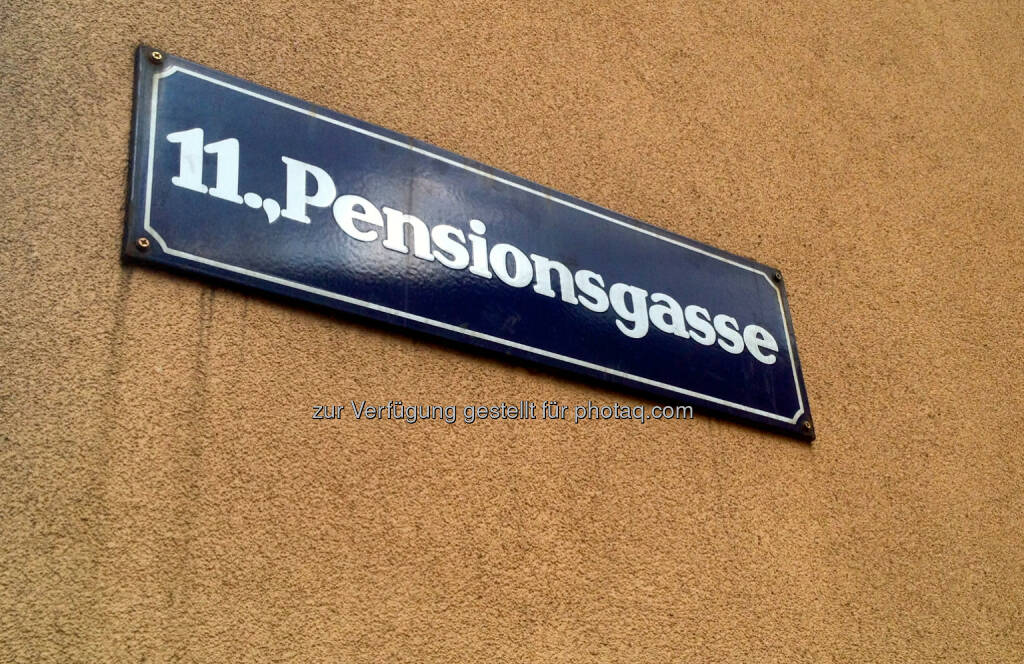 11.,Pensionsgasse
zur Verfügung gestellt für photaq.com